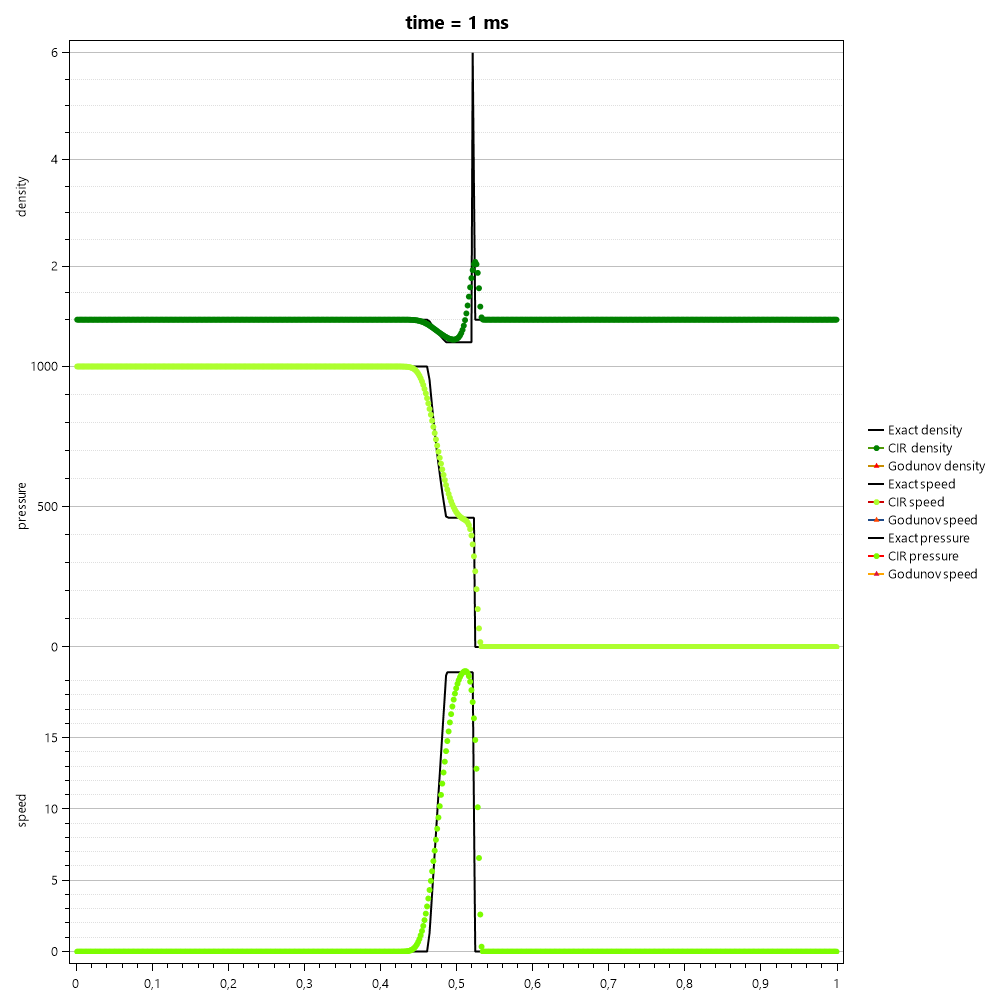 time = 1 ms
6
4
density
2
1000
500
pressure
0
15
10
speed
5
0
0
0,1
0,2
0,3
0,4
0,5
0,6
0,7
0,8
0,9
1
Exact density
CIR density
Godunov density
Exact speed
CIR speed
Godunov speed
Exact pressure
CIR pressure
Godunov speed